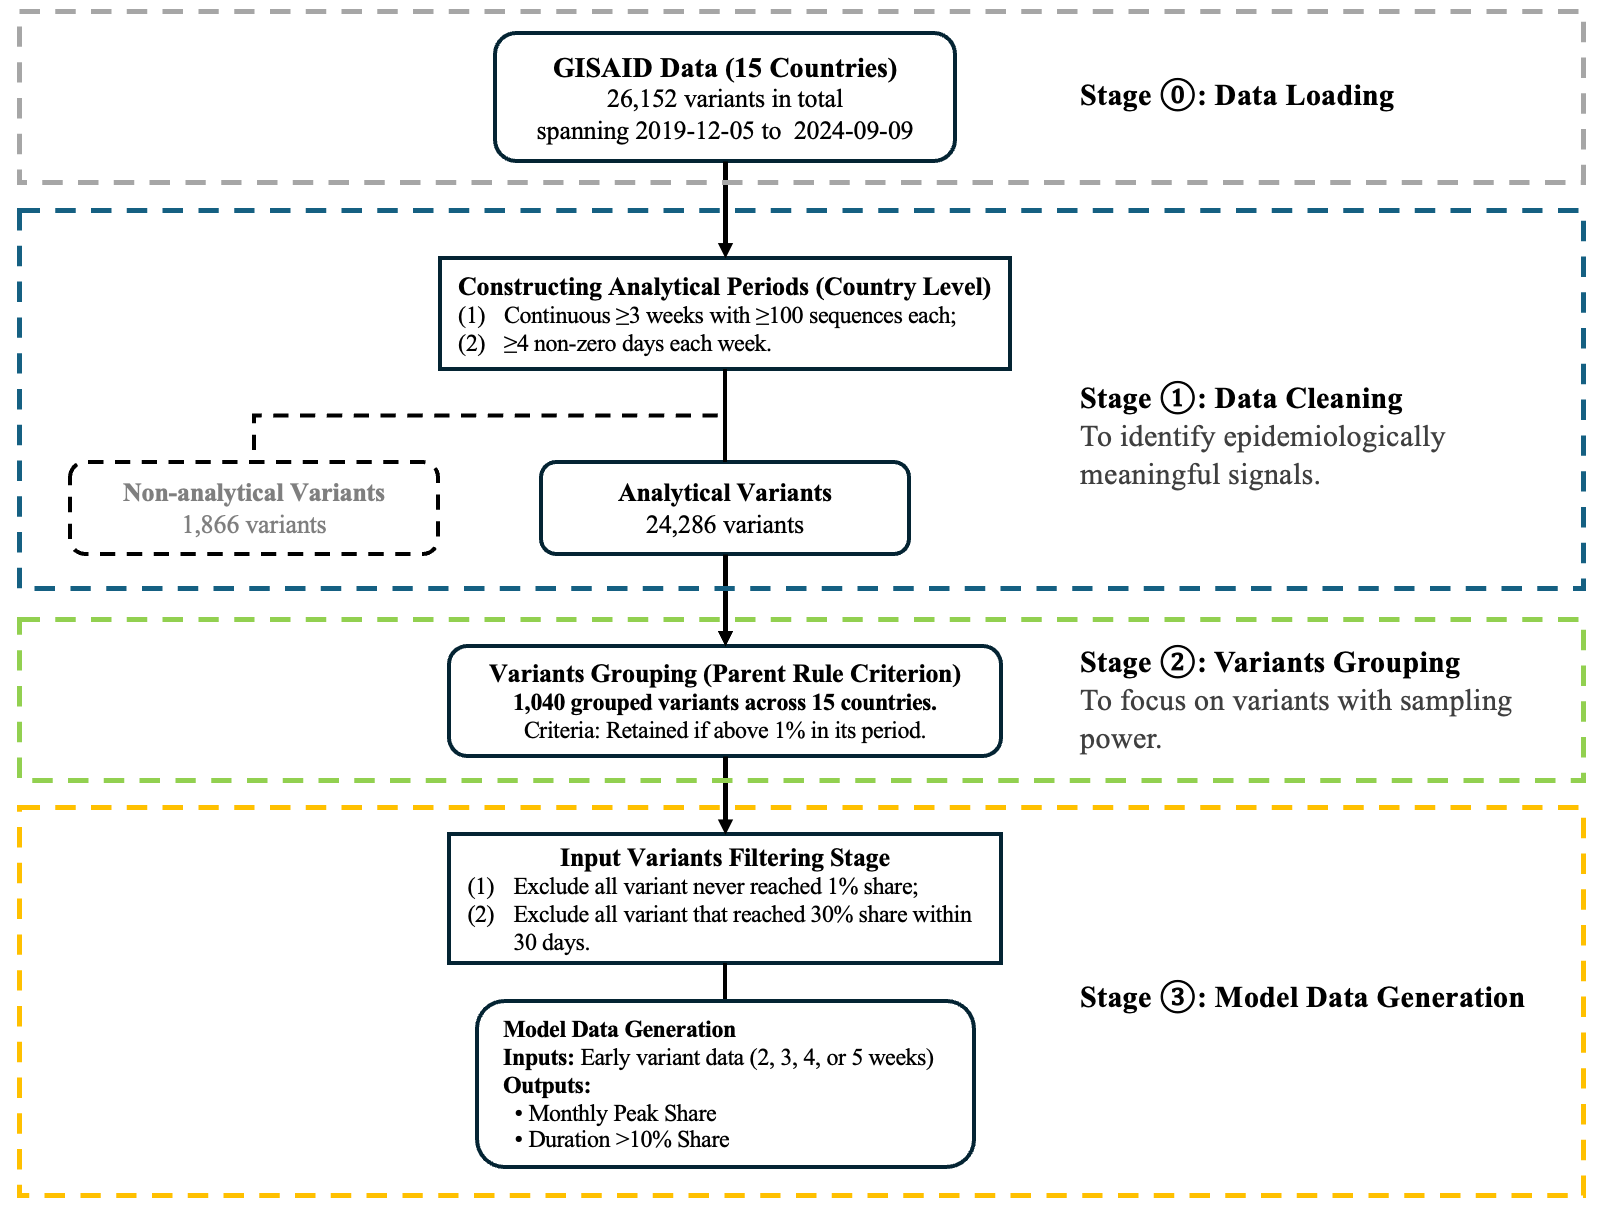 GISAID Data (15 Countries)
26,152 variants in total
spanning 2019-12-05 to 2024-09-09
Stage ⓪: Data Loading
Constructing Analytical Periods (Country Level)
(1) Continuous ≥3 weeks with ≥100 sequences each;
(2) ≥4 non-zero days each week.
Stage ①: Data Cleaning
To identify epidemiologically
meaningful signals.
Non-analytical Variants
1,866 variants
Analytical Variants
24,286 variants
Variants Grouping (Parent Rule Criterion)
1,040 grouped variants across 15 countries.
Criteria: Retained if above 1% in its period.
Stage ②: Variants Grouping
To focus on variants with sampling
power.
Input Variants Filtering Stage
(1) Exclude all variant never reached 1% share;
(2) Exclude all variant that reached 30% share within
30 days.
Stage ③: Model Data Generation
Model Data Generation
Inputs: Early variant data (2, 3, 4, or 5 weeks)
Outputs:
• Monthly Peak Share
• Duration >10% Share